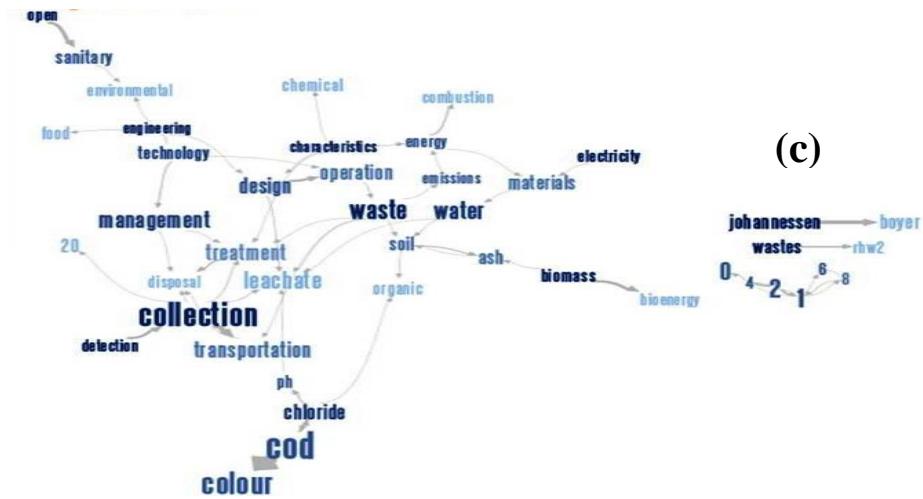 open
sanitary
chemical
environmental
combustion
food
engineering
technology
characteristics
energy
electricity
(c)
design
operation
emissions
materials
management
waste
water
johannessen
boyer
20
treatment
soil
ash
wastes
rhw2
disposal
leachate
organic
biomass
bioenergy
0
4
2
1
6
8
collection
detection
transportation
ph
chloride
cod
colour